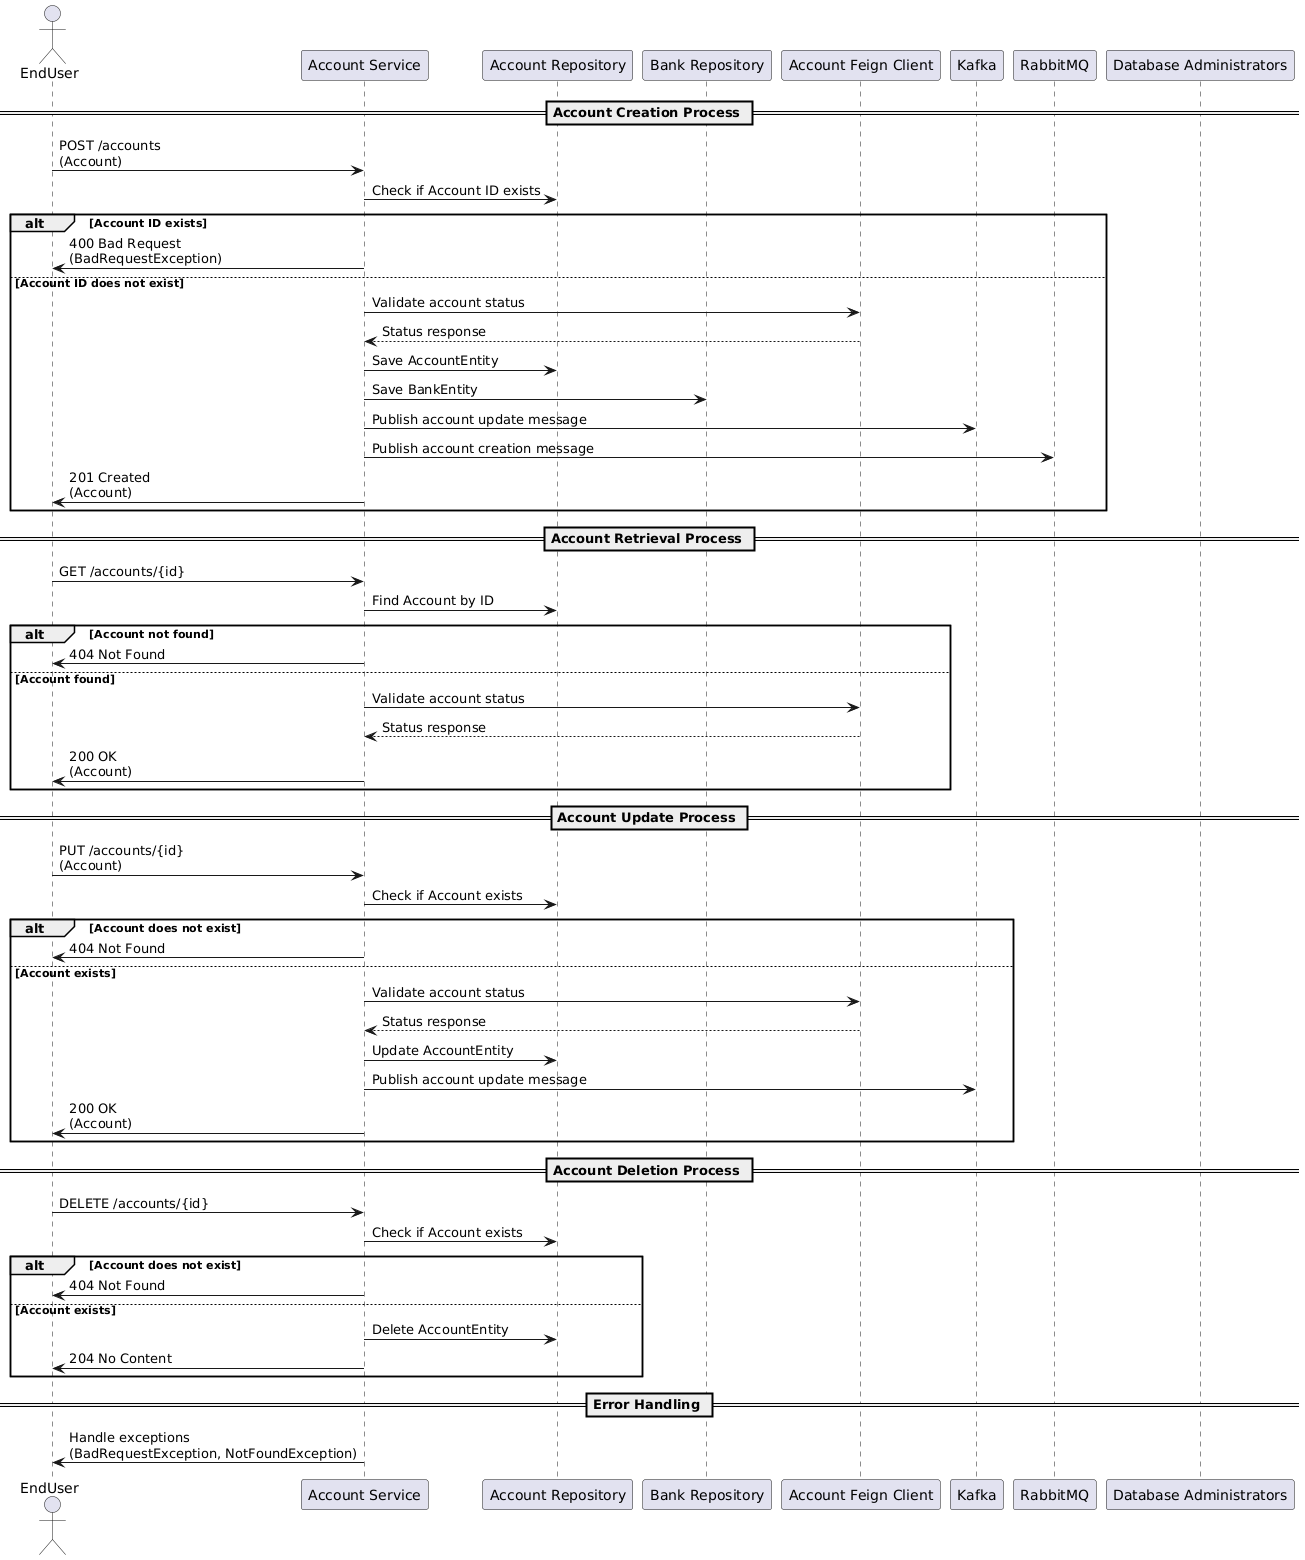 EndUser
Account Service
Account Repository
Bank Repository
Account Feign Client
Kafka
RabbitMQ
Database Administrators
Account Creation Process
POST /accounts
(Account)
Check if Account ID exists
alt
[Account ID exists]
400 Bad Request
(BadRequestException)
[Account ID does not exist]
Validate account status
Status response
Save AccountEntity
Save BankEntity
Publish account update message
Publish account creation message
201 Created
(Account)
Account Retrieval Process
GET /accounts/{id}
Find Account by ID
alt
[Account not found]
404 Not Found
[Account found]
Validate account status
Status response
200 OK
(Account)
Account Update Process
PUT /accounts/{id}
(Account)
Check if Account exists
alt
[Account does not exist]
404 Not Found
[Account exists]
Validate account status
Status response
Update AccountEntity
Publish account update message
200 OK
(Account)
Account Deletion Process
DELETE /accounts/{id}
Check if Account exists
alt
[Account does not exist]
404 Not Found
[Account exists]
Delete AccountEntity
204 No Content
Error Handling
Handle exceptions
(BadRequestException, NotFoundException)
EndUser
Account Service
Account Repository
Bank Repository
Account Feign Client
Kafka
RabbitMQ
Database Administrators